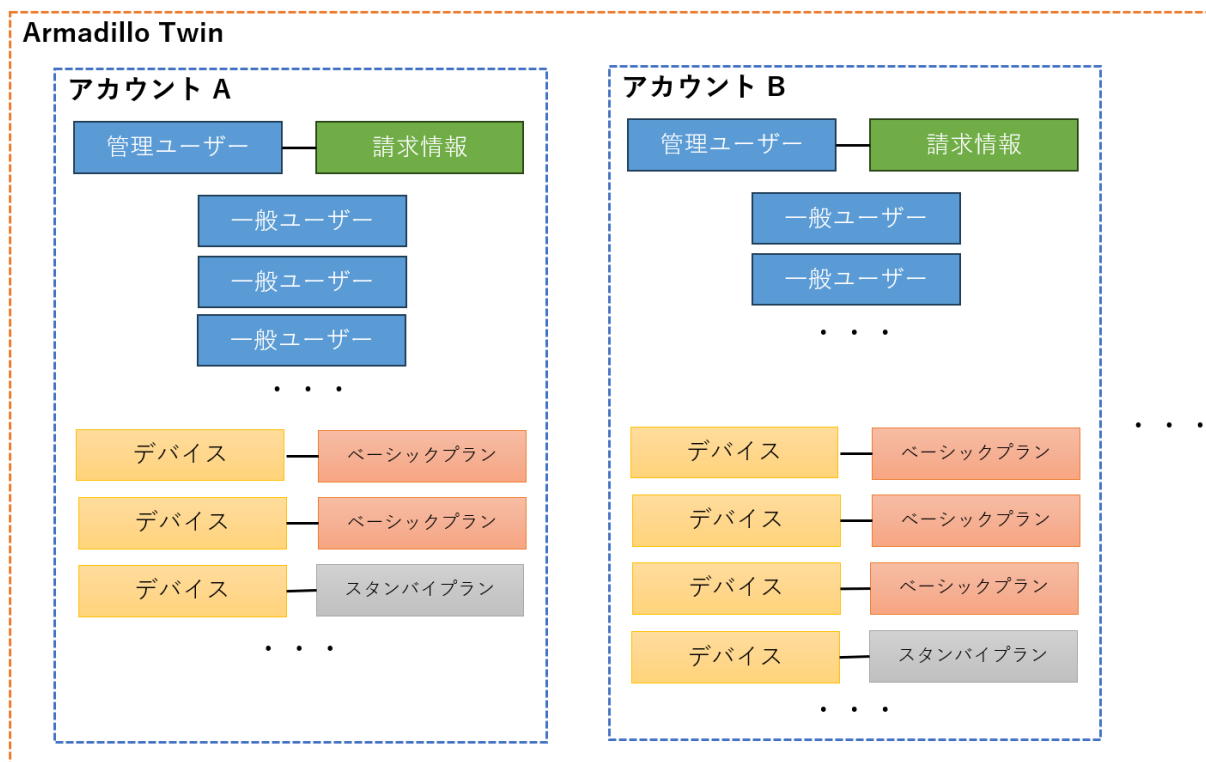 Armadillo Twin
アカウント A
管理ユーザー
請求情報
一般ユーザー
一般ユーザー
一般ユーザー
・・・
デバイス
ベーシックプラン
デバイス
ベーシックプラン
デバイス
スタンバイプラン
・・・
アカウント B
管理ユーザー
請求情報
一般ユーザー
一般ユーザー
・・・
デバイス
ベーシックプラン
デバイス
ベーシックプラン
デバイス
ベーシックプラン
デバイス
スタンバイプラン
・・・
・・・